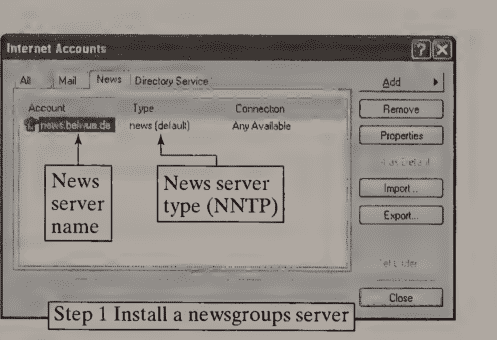 Internet Accounts
All Mail News Directory Service
Add
Account Type Connection
Remove
news.belwue.de news (default) Any Available
Properties
News server name
News server type (NNTP)
Import...
Export...
Close
Step 1 Install a newsgroups server